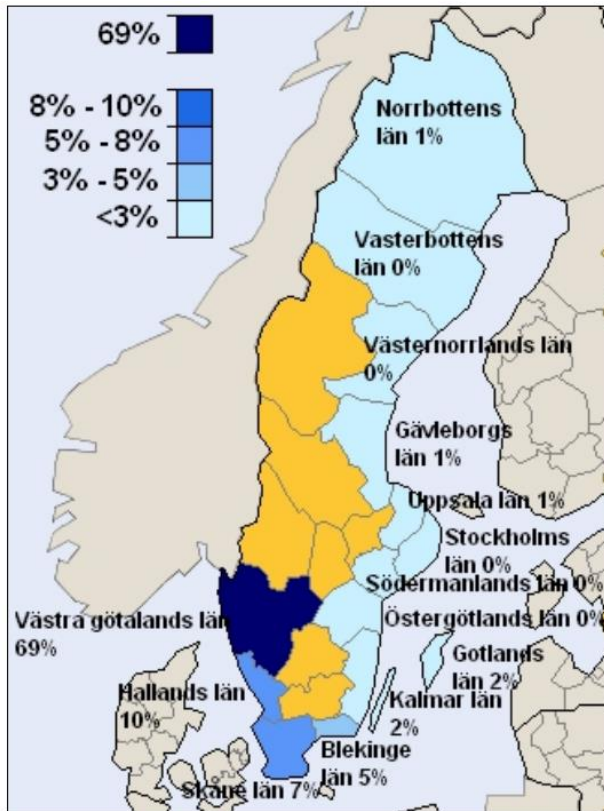 69%
8% - 10%
5% - 8%
3% - 5%
<3%
Norrbottens
län 1%
Vasterbottens
län 0%
Västernorrlands län
0%
Gävleborgs
län 1%
Uppsala län 1%
Stockholms
län 0%
Södermanlands län 0%
Östergötlands län 0%
Västra götalands län
69%
Gotlands
län 2%
Kalmar län
2%
Hallands län
10%
Blekinge
län 5%
Skåne län 7%